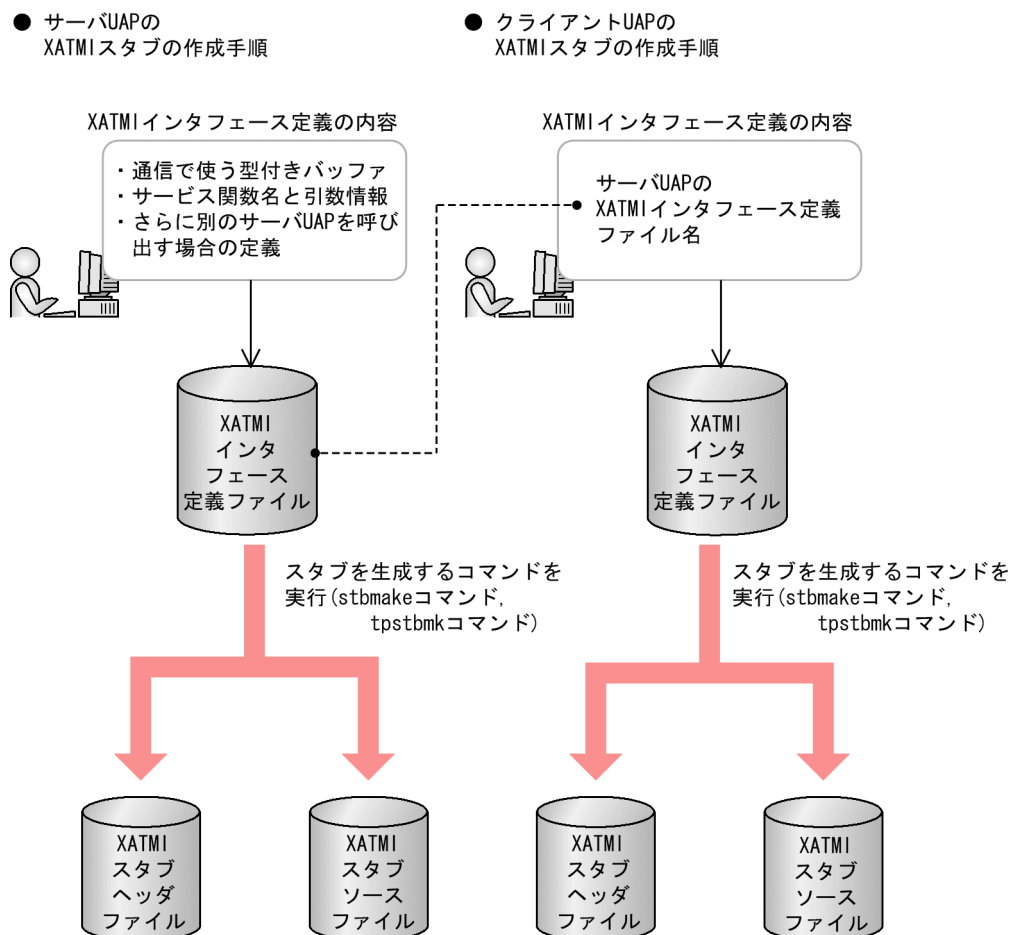 ● サーバUAPの
XATMIスタブの作成手順
XATMIインタフェース定義の内容
・通信で使う型付きバッファ
・サービス関数名と引数情報
・さらに別のサーバUAPを呼び
出す場合の定義
XATMI
インタ
フェース
定義ファイル
スタブを生成するコマンドを
実行(stbmakeコマンド,
tpstbmkコマンド)
XATMI
スタブ
ヘッダ
ファイル
XATMI
スタブ
ソース
ファイル
● クライアントUAPの
XATMIスタブの作成手順
XATMIインタフェース定義の内容
サーバUAPの
XATMIインタフェース定義
ファイル名
XATMI
インタ
フェース
定義ファイル
スタブを生成するコマンドを
実行(stbmakeコマンド,
tpstbmkコマンド)
XATMI
スタブ
ヘッダ
ファイル
XATMI
スタブ
ソース
ファイル